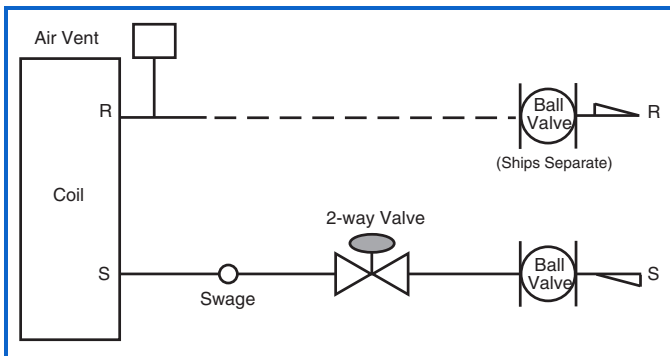 Air Vent
R
Ball
Valve
R
(Ships Separate)
Coil
2-way Valve
S
Swage
Ball
Valve
S